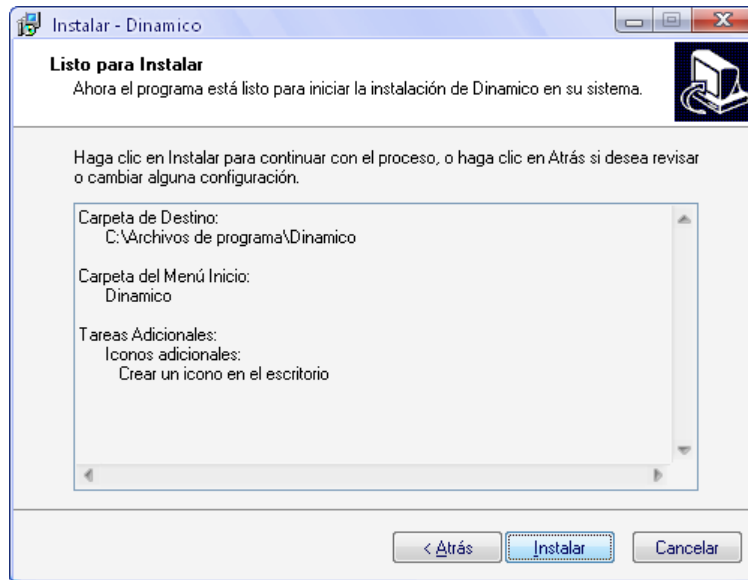 Instalar - Dinamico
Listo para Instalar
Ahora el programa está listo para iniciar la instalación de Dinamico en su sistema.
Haga clic en Instalar para continuar con el proceso, o haga clic en Atrás si desea revisar
o cambiar alguna configuración.
Carpeta de Destino:
C:\Archivos de programa\Dinamico
Carpeta del Menú Inicio:
Dinamico
Tareas Adicionales:
Iconos adicionales:
Crear un icono en el escritorio
< Atrás Instalar Cancelar